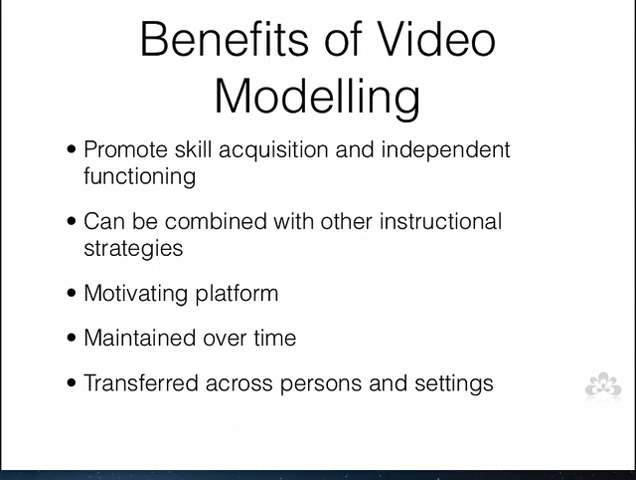 Benefits of Video
Modelling
• Promote skill acquisition and independent
functioning
• Can be combined with other instructional
strategies
• Motivating platform
• Maintained over time
• Transferred across persons and settings